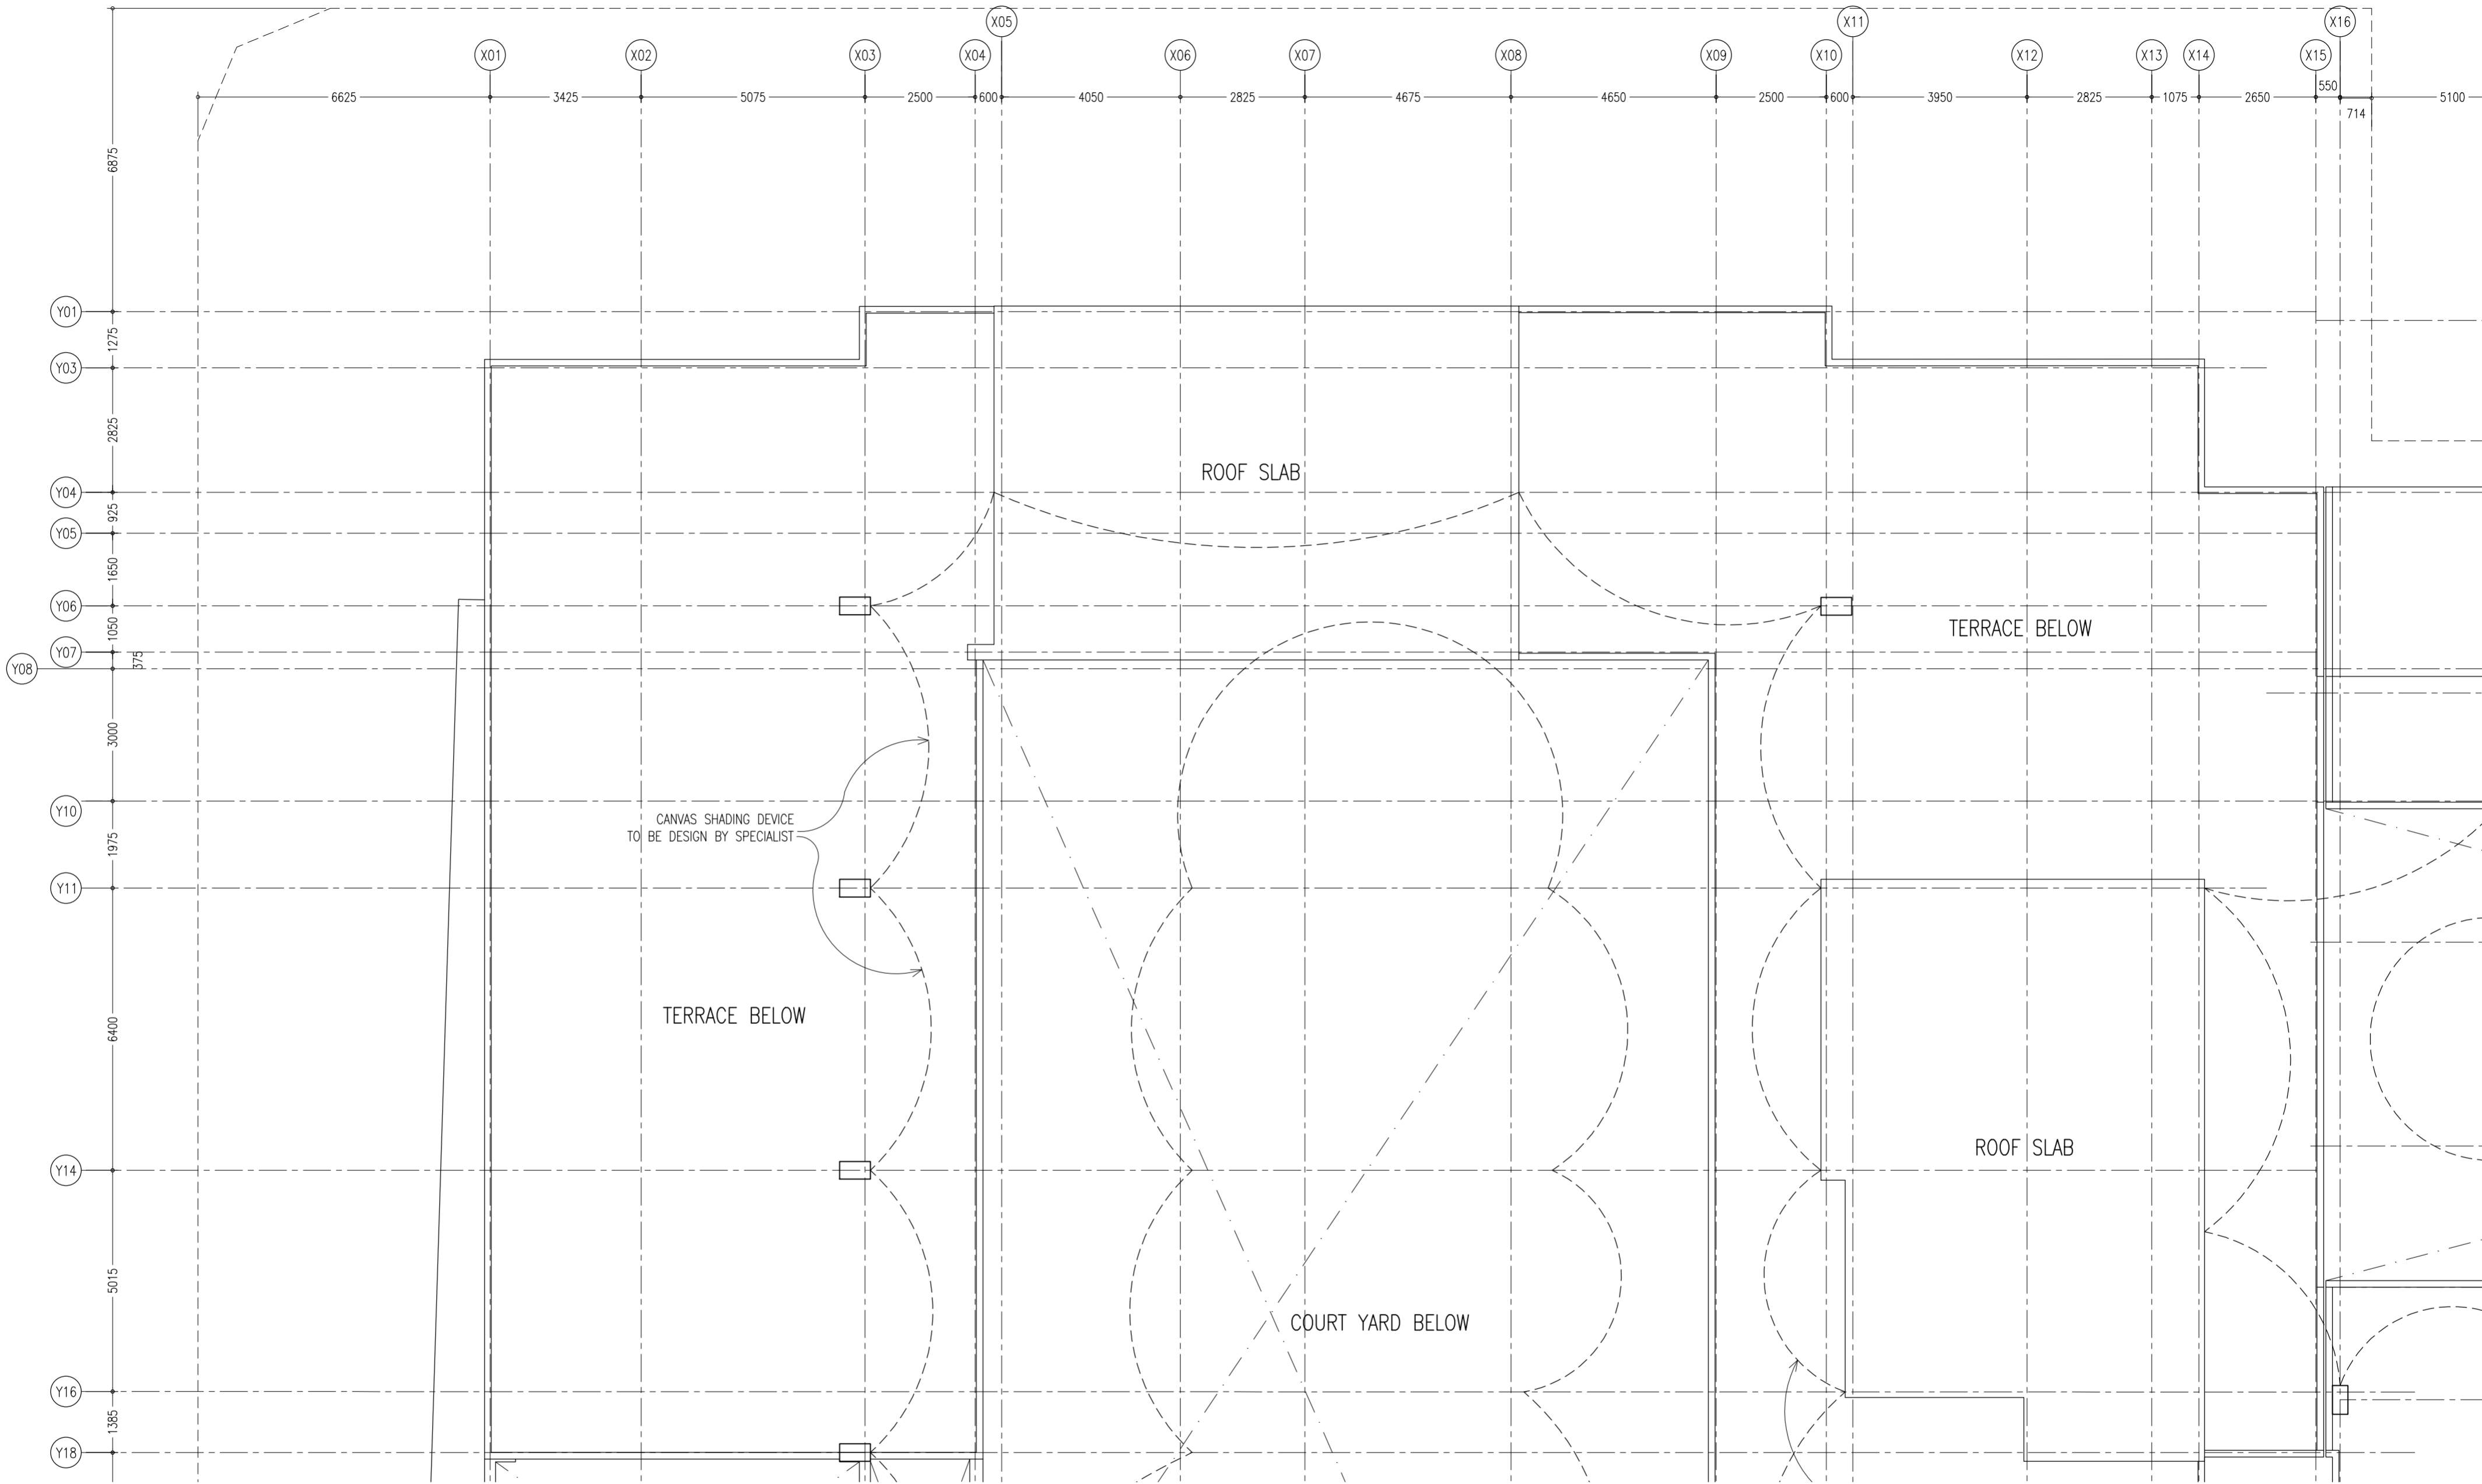 X05
X11
X16
X01
X02
X03
X04
X06
X07
X08
X09
X10
X12
X13
X14
X15
6625
3425
5075
2500
600
4050
2825
4675
4650
2500
600
3950
2825
1075
2650
550
714
5100
6875
Y01
1275
Y03
2825
Y04
925
Y05
1650
Y06
1050
Y07
375
Y08
3000
Y10
1975
Y11
6400
Y14
5015
Y16
1385
Y18
ROOF SLAB
TERRACE BELOW
CANVAS SHADING DEVICE
TO BE DESIGN BY SPECIALIST
TERRACE BELOW
ROOF SLAB
COURT YARD BELOW